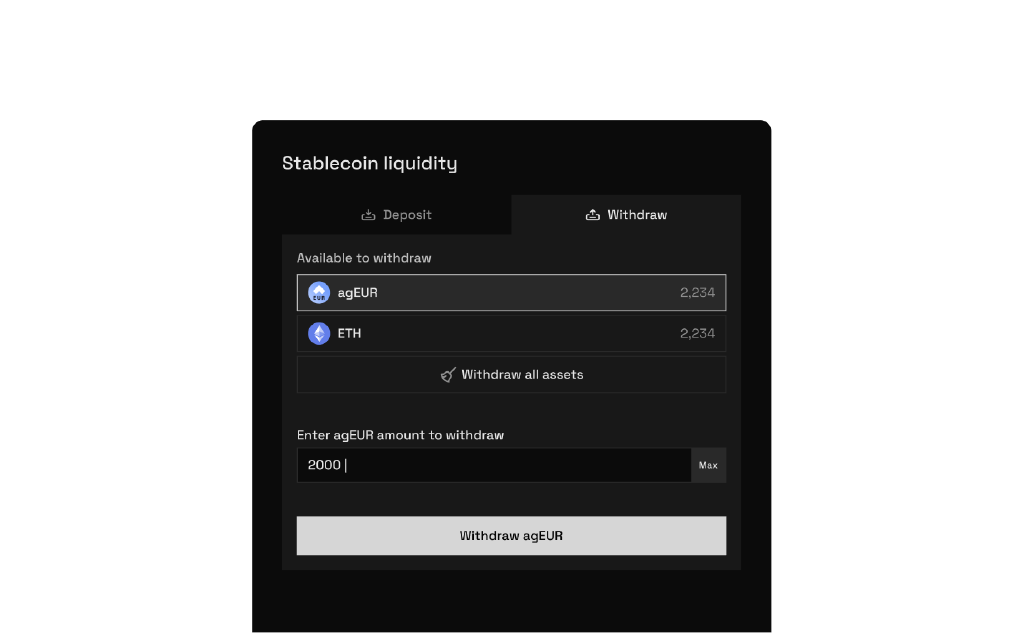 Stablecoin liquidity
Deposit
Withdraw
Available to withdraw
EUR
agEUR
2,234
ETH
2,234
Withdraw all assets
Enter agEUR amount to withdraw
2000
Max
Withdraw agEUR